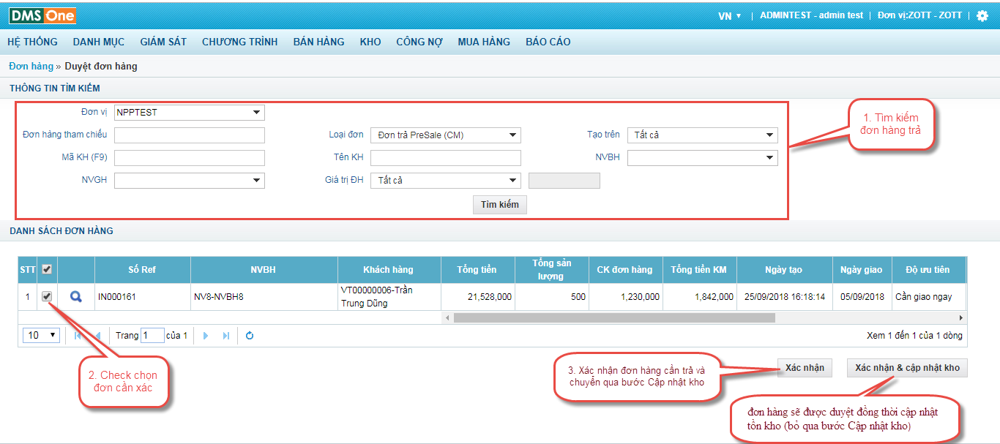 DMS One
VN ▼ | ADMINTEST - admin test | Đơn vị:ZOTT - ZOTT |
HỆ THỐNG DANH MỤC GIÁM SÁT CHƯƠNG TRÌNH BÁN HÀNG KHO CÔNG NỢ MUA HÀNG BÁO CÁO
Đơn hàng » Duyệt đơn hàng
THÔNG TIN TÌM KIẾM
Đơn vị NPPTEST
Đơn hàng tham chiếu Loại đơn Đơn trả PreSale (CM) Tạo trên Tất cả
Mã KH (F9) Tên KH NVBH
NVGH Giá trị ĐH Tất cả
Tìm kiếm
1. Tìm kiếm
đơn hàng trả
DANH SÁCH ĐƠN HÀNG
STT Số Ref NVBH Khách hàng Tổng tiền Tổng sản lượng CK đơn hàng Tổng tiền KM Ngày tạo Ngày giao Độ ưu tiên
1 IN000161 NV8-NVBH8 VT00000006-Trần Trung Dũng 21,528,000 500 1,230,000 1,842,000 25/09/2018 16:18:14 05/09/2018 Cần giao ngay
10 Trang 1 của 1 Xem 1 đến 1 của 1 dòng
2. Check chọn
đơn cần xác
3. Xác nhận đơn hàng cần trả và
chuyển qua bước Cập nhật kho
Xác nhận Xác nhận & cập nhật kho
đơn hàng sẽ được duyệt đồng thời cập nhật
tồn kho (bỏ qua bước Cập nhật kho)